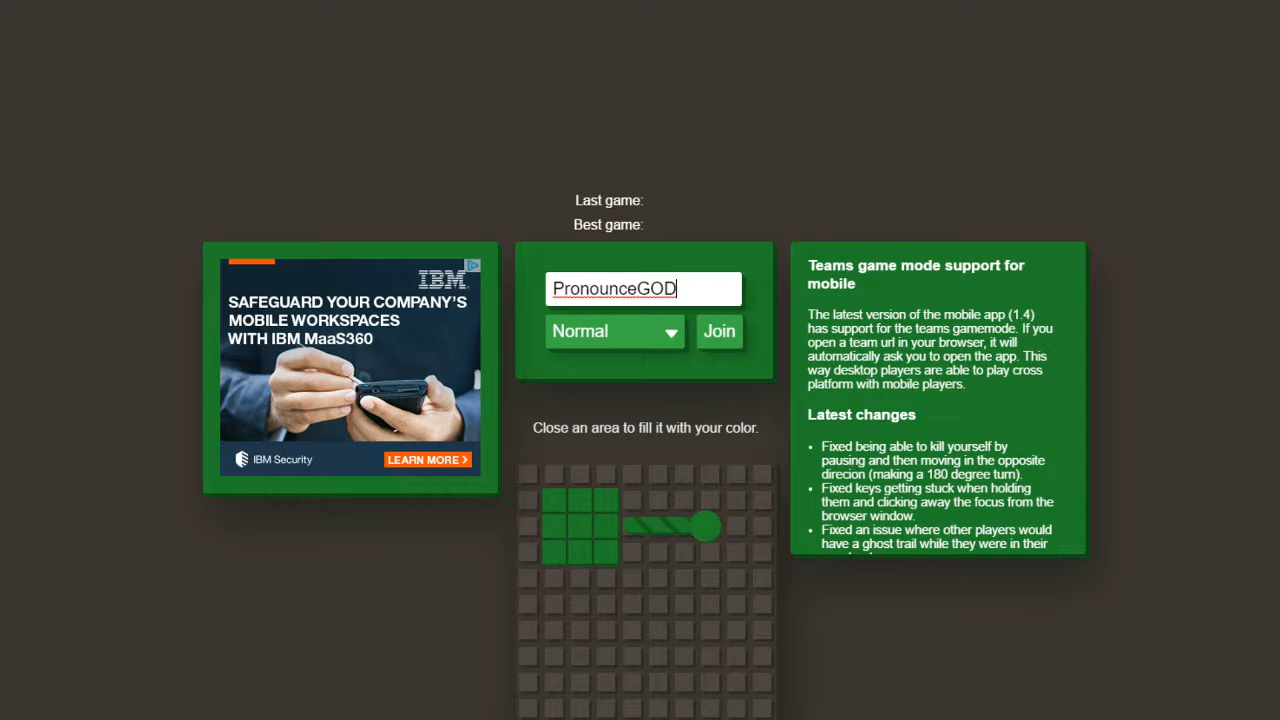 Last game:
Best game:
IBM
SAFEGUARD YOUR COMPANY'S
MOBILE WORKSPACES
WITH IBM MaaS360
IBM Security
LEARN MORE >
PronounceGOD
Normal
Join
Close an area to fill it with your color.
Teams game mode support for
mobile
The latest version of the mobile app (1.4)
has support for the teams gamemode. If you
open a team url in your browser, it will
automatically ask you to open the app. This
way desktop players are able to play cross
platform with mobile players.
Latest changes
• Fixed being able to kill yourself by
pausing and then moving in the opposite
direcion (making a 180 degree turn).
• Fixed keys getting stuck when holding
them and clicking away the focus from the
browser window.
• Fixed an issue where other players would
have a ghost trail while they were in their